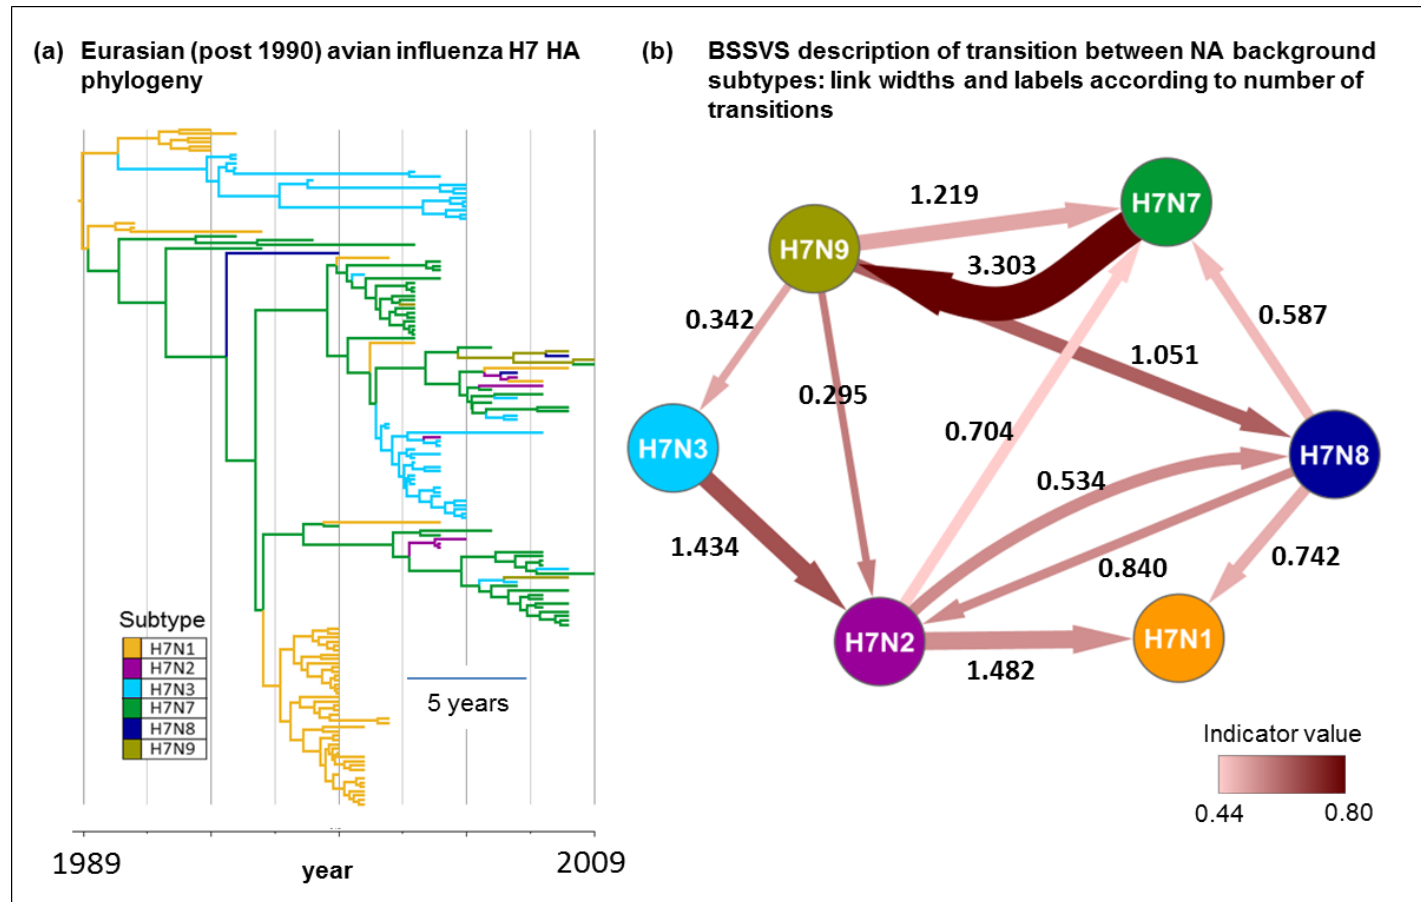 (a) Eurasian (post 1990) avian influenza H7 HA
phylogeny
(b) BSSVS description of transition between NA background
subtypes: link widths and labels according to number of
transitions
Subtype
H7N1
H7N2
H7N3
H7N7
H7N8
H7N9
5 years
1989
year
2009
H7N9
H7N7
H7N3
H7N8
H7N2
H7N1
1.219
3.303
0.342
0.587
1.051
0.295
0.704
0.534
1.434
0.840
0.742
1.482
Indicator value
0.44
0.80